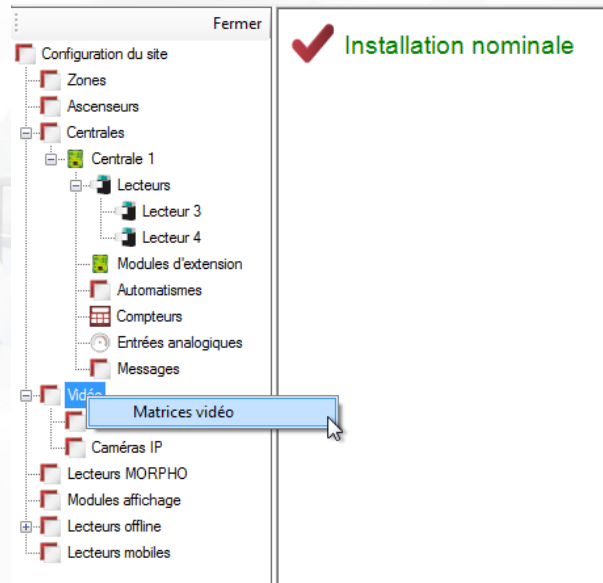 Fermer
Installation nominale
Configuration du site
Zones
Ascenseurs
Centrales
Centrale 1
Lecteurs
Lecteur 3
Lecteur 4
Modules d'extension
Automatismes
Compteurs
Entrées analogiques
Messages
Vidéo
Matrices vidéo
Caméras IP
Lecteurs MORPHO
Modules affichage
Lecteurs offline
Lecteurs mobiles